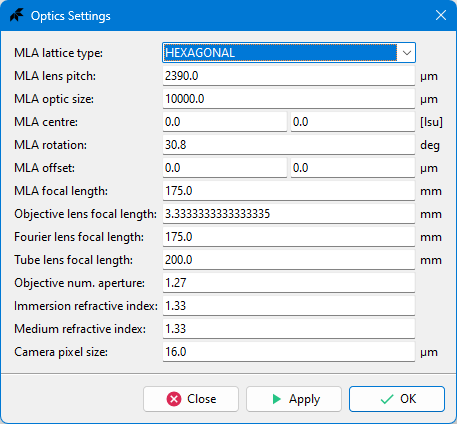 Optics Settings
MLA lattice type: HEXAGONAL
MLA lens pitch: 2390.0 µm
MLA optic size: 10000.0 µm
MLA centre: 0.0 0.0 [lsu]
MLA rotation: 30.8 deg
MLA offset: 0.0 0.0 µm
MLA focal length: 175.0 mm
Objective lens focal length: 3.3333333333333335 mm
Fourier lens focal length: 175.0 mm
Tube lens focal length: 200.0 mm
Objective num. aperture: 1.27
Immersion refractive index: 1.33
Medium refractive index: 1.33
Camera pixel size: 16.0 µm
Close Apply OK